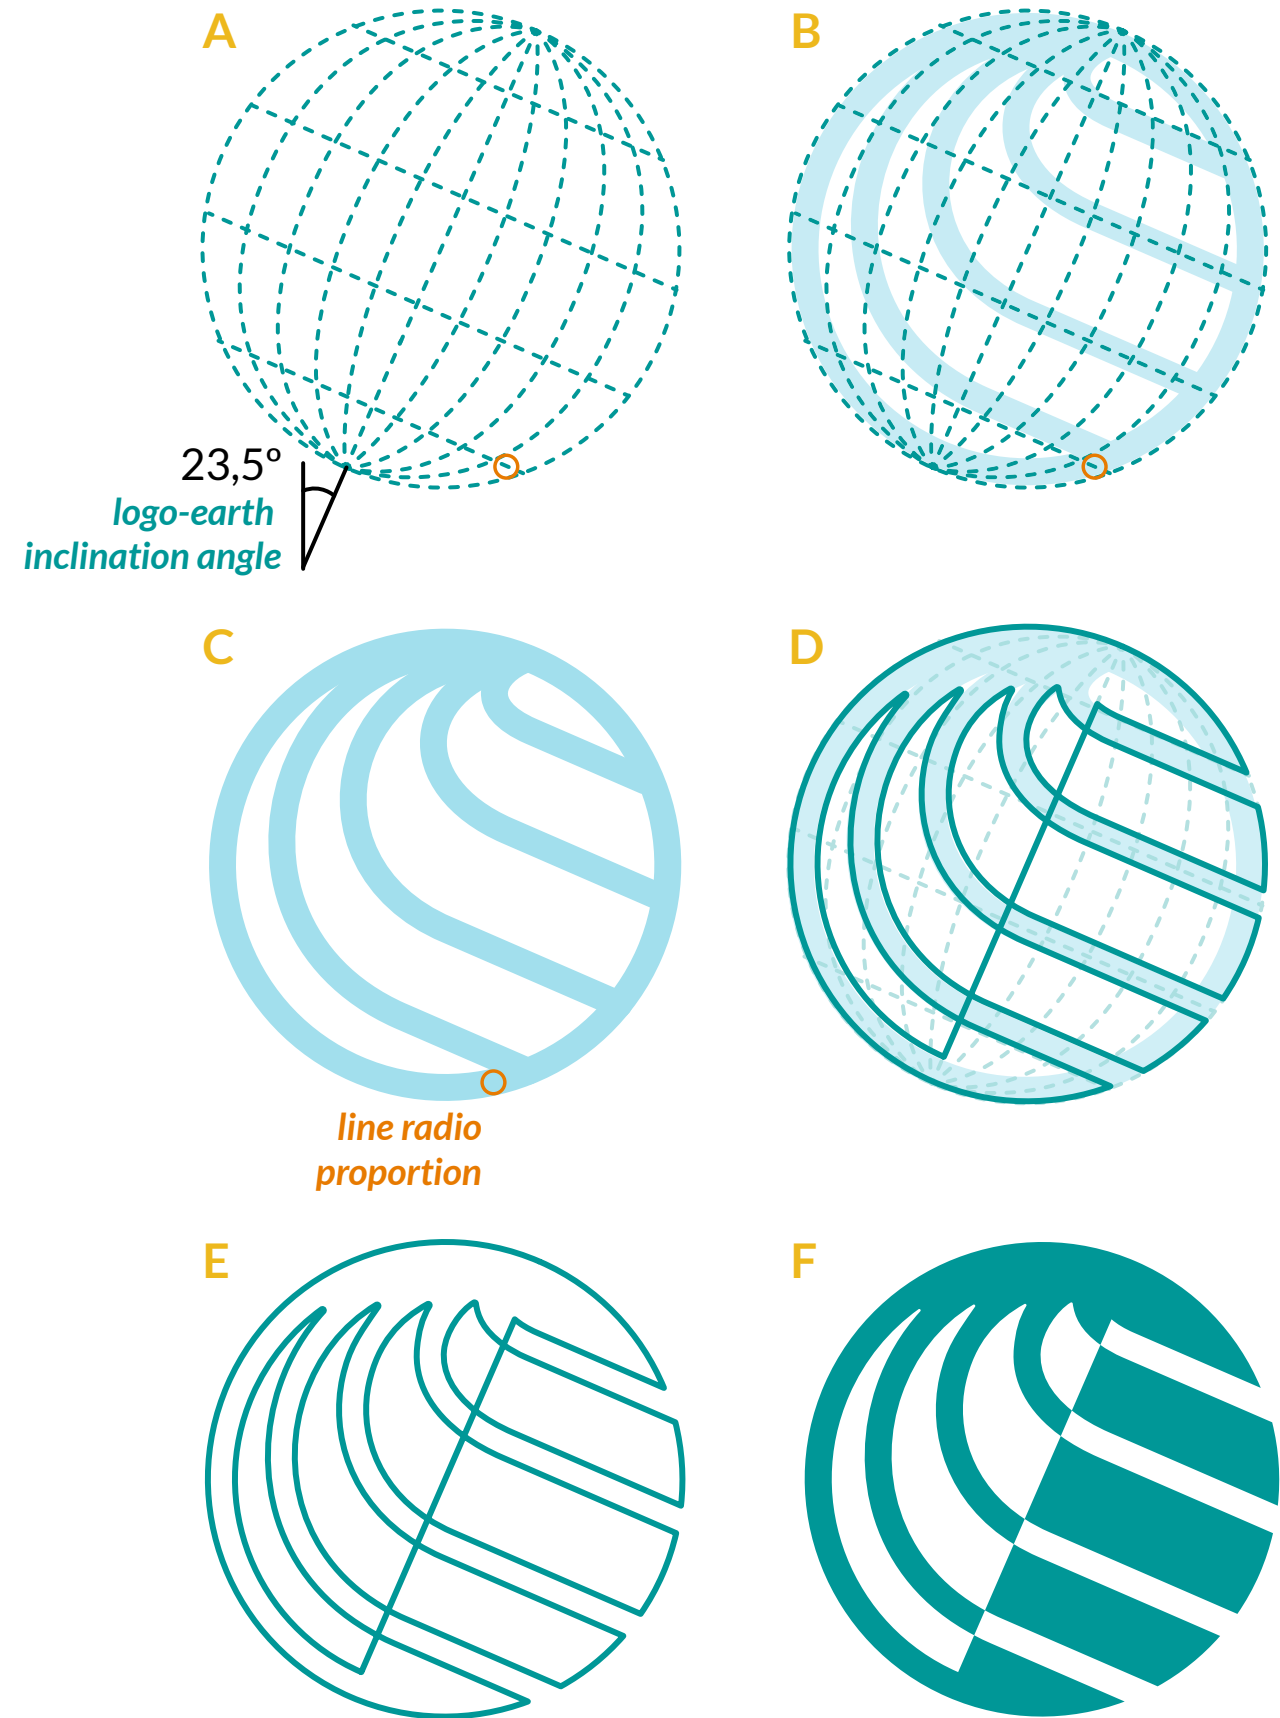 A
B
23,5º
logo-earth
inclination angle
C
D
line radio
proportion
E
F